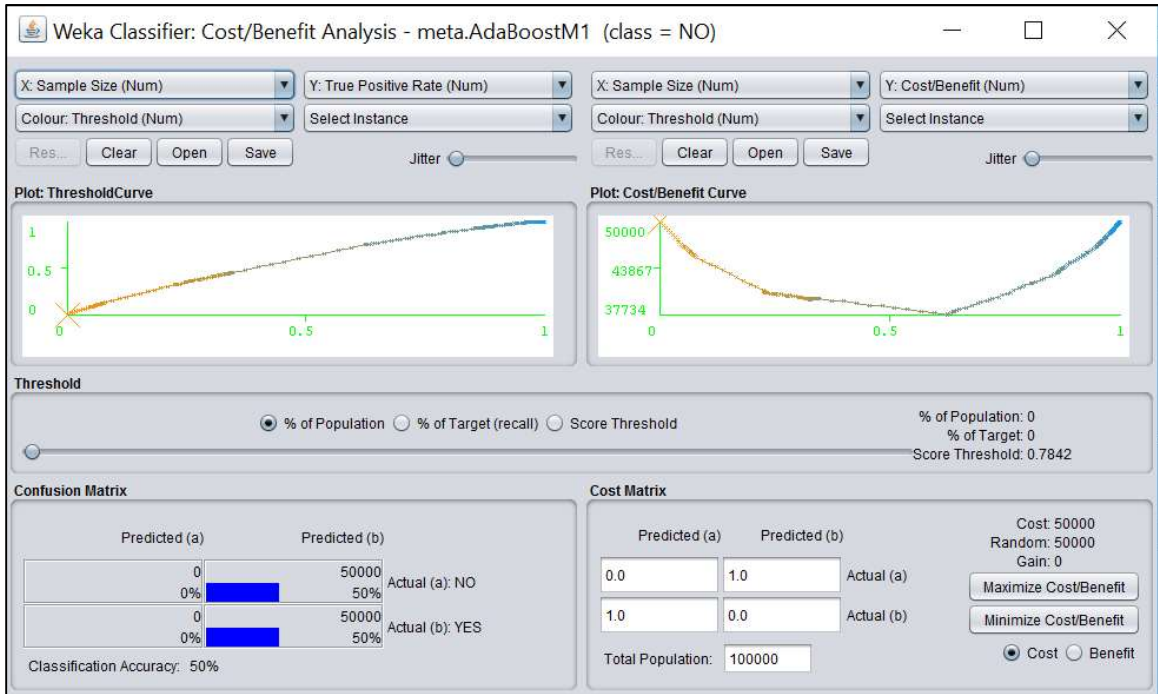 Weka Classifier: Cost/Benefit Analysis - meta.AdaBoostM1 (class = NO)
X: Sample Size (Num) Y: True Positive Rate (Num) X: Sample Size (Num) Y: Cost/Benefit (Num)
Colour: Threshold (Num) Select Instance Colour: Threshold (Num) Select Instance
Res... Clear Open Save Jitter Res... Clear Open Save Jitter
Plot: ThresholdCurve Plot: Cost/Benefit Curve
1
0.5
0
0 0.5 1
50000
43867
37734
0 0.5 1
Threshold
% of Population % of Target (recall) Score Threshold
% of Population: 0
% of Target: 0
Score Threshold: 0.7842
Confusion Matrix
Predicted (a) Predicted (b)
0 50000
0% 50% Actual (a): NO
0 50000
0% 50% Actual (b): YES
Classification Accuracy: 50%
Cost Matrix
Predicted (a) Predicted (b)
0.0 1.0 Actual (a)
1.0 0.0 Actual (b)
Total Population: 100000
Cost: 50000
Random: 50000
Gain: 0
Maximize Cost/Benefit
Minimize Cost/Benefit
Cost Benefit